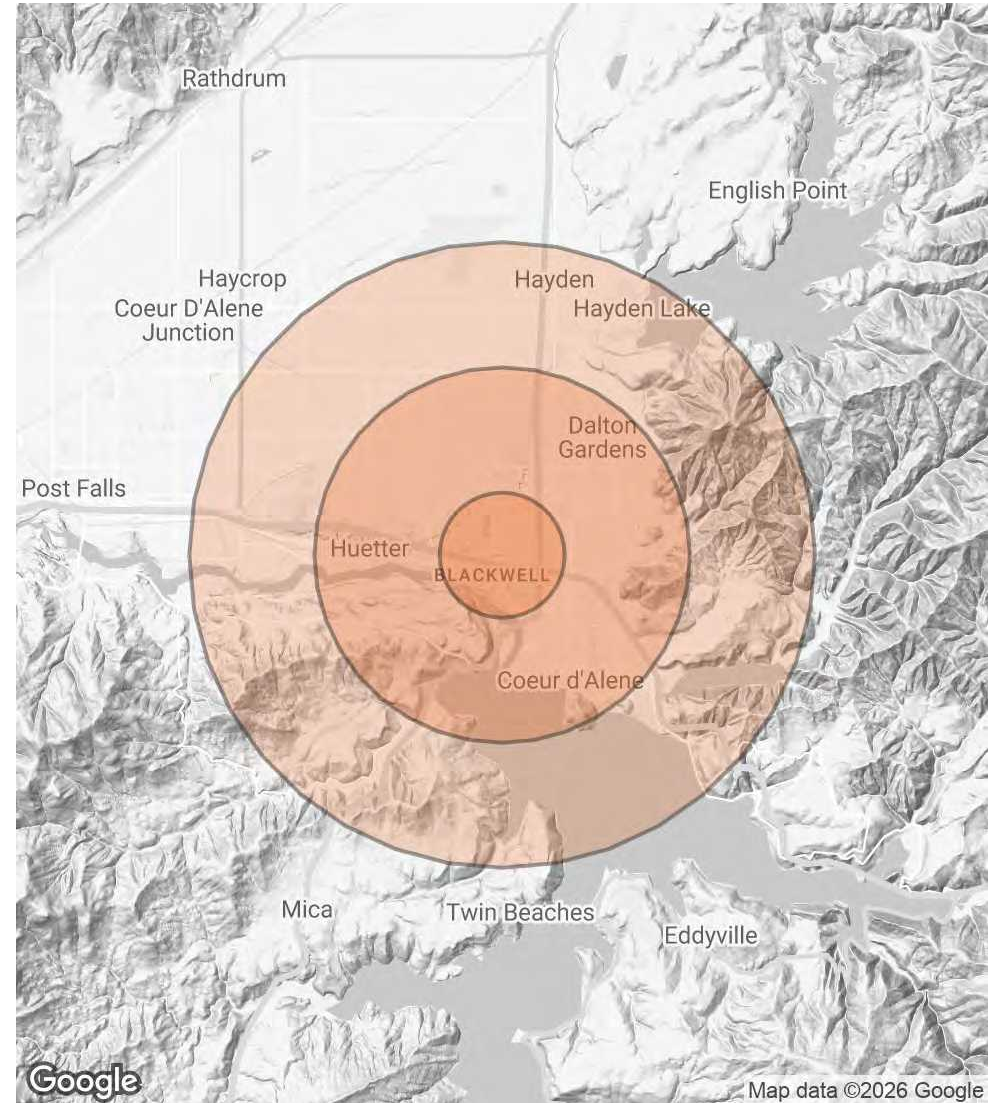 Rathdrum
English Point
Haycrop
Hayden
Coeur D'Alene
Junction
Hayden Lake
Dalton
Gardens
Post Falls
Huetter
BLACKWELL
Coeur d'Alene
Mica
Twin Beaches
Eddyville
Google
Map data ©2026 Google